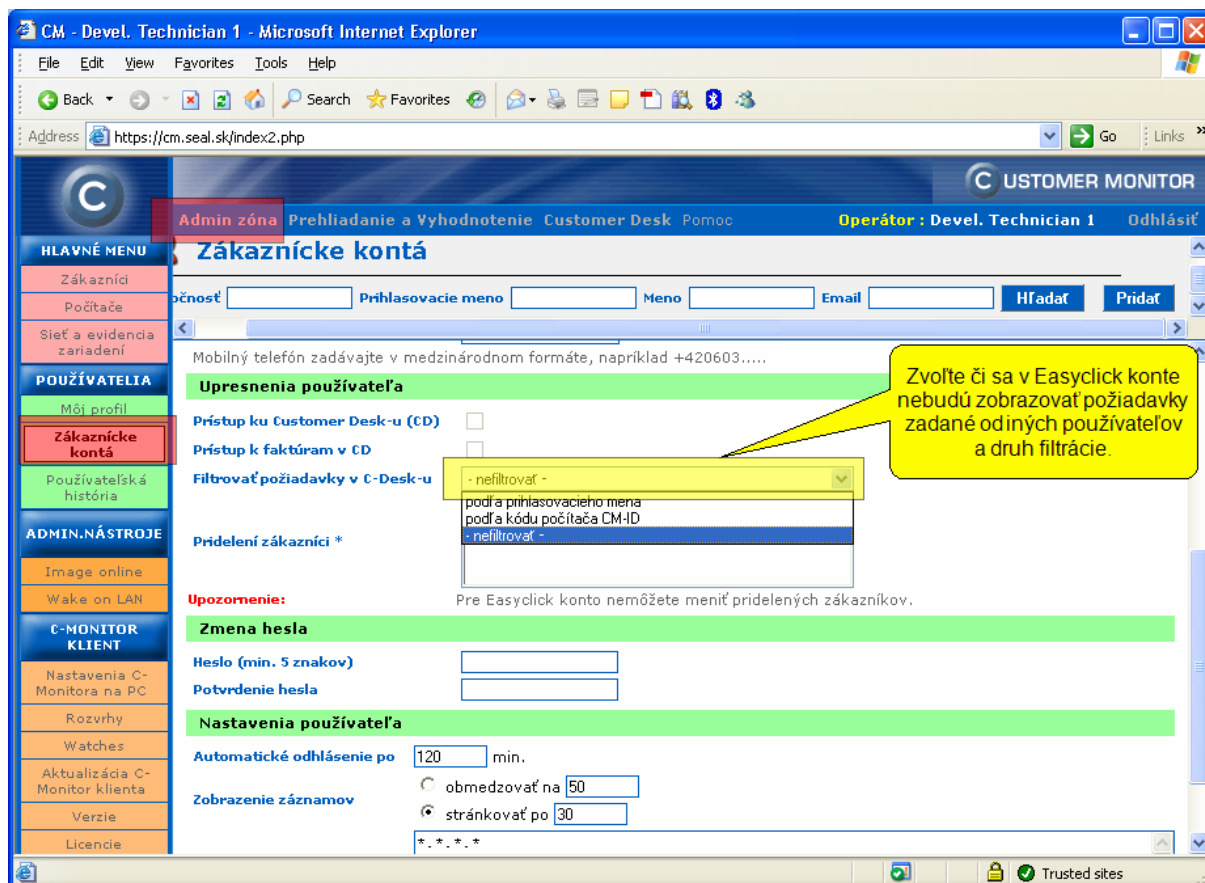 CM - Devel. Technician 1 - Microsoft Internet Explorer
File Edit View Favorites Tools Help
Back Search Favorites
Address https://cm.seal.sk/index2.php Go Links »
C C USTOMER MONITOR
Admin zóna Prehliadanie a Vyhodnotenie Customer Desk Pomoc Operátor : Devel. Technician 1 Odhlásiť
HLAVNÉ MENU
Zákazníci
Počítače
Sieť a evidencia
zariadení
POUŽÍVATELIA
Môj profil
Zákaznícke
kontá
Používateľská
história
ADMIN.NÁSTROJE
Image online
Wake on LAN
C-MONITOR
KLIENT
Nastavenia C-
Monitora na PC
Rozvrhy
Watches
Aktualizácia C-
Monitor klienta
Verzie
Licencie
Zákaznícke kontá
očnosť Prihlasovacie meno Meno Email Hľadať Pridať
Mobilný telefón zadávajte v medzinárodnom formáte, napríklad +420603.....
Upresnenia používateľa
Prístup ku Customer Desk-u (CD)
Prístup k faktúram v CD
Filtrovať požiadavky v C-Desk-u - nefiltrovať -
podľa prihlasovacieho mena
podľa kódu počítača CM-ID
- nefiltrovať -
Pridelení zákazníci *
Upozornenie: Pre Easyclick konto nemôžete meniť pridelených zákazníkov.
Zmena hesla
Heslo (min. 5 znakov)
Potvrdenie hesla
Nastavenia používateľa
Automatické odhlásenie po 120 min.
Zobrazenie záznamov
obmedzovať na 50
stránkovať po 30
*.*.*.*
Zvoľte či sa v Easyclick konte
nebudú zobrazovať požiadavky
zadané od iných používateľov
a druh filtrácie.
Trusted sites